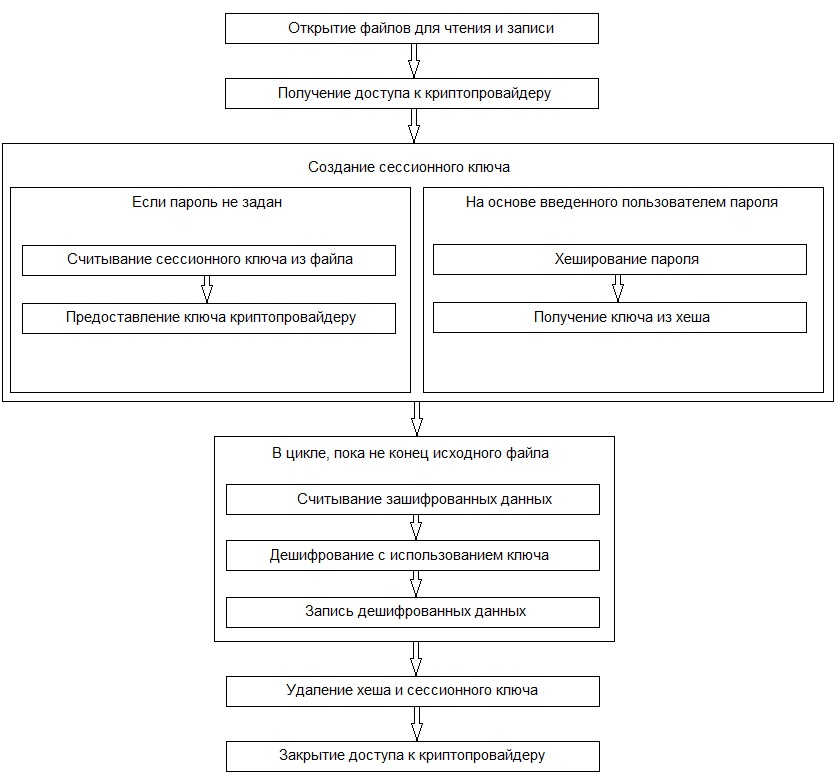 Открытие файлов для чтения и записи
Получение доступа к криптопровайдеру
Создание сессионного ключа
Если пароль не задан
Считывание сессионного ключа из файла
Предоставление ключа криптопровайдеру
На основе введенного пользователем пароля
Хеширование пароля
Получение ключа из хеша
В цикле, пока не конец исходного файла
Считывание зашифрованных данных
Дешифрование с использованием ключа
Запись дешифрованных данных
Удаление хеша и сессионного ключа
Закрытие доступа к криптопровайдеру